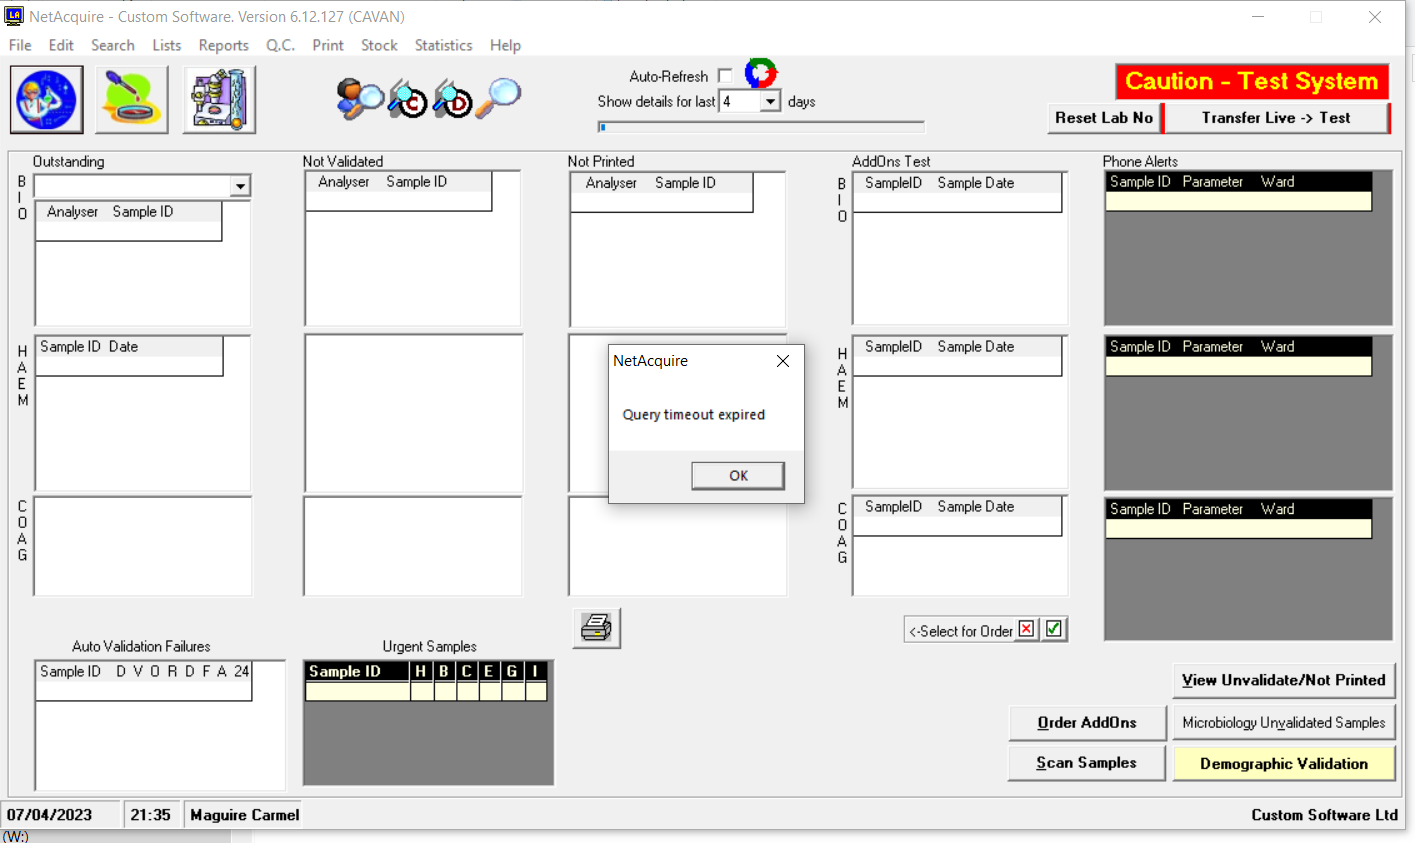 NetAcquire - Custom Software. Version 6.12.127 (CAVAN)
File Edit Search Lists Reports Q.C. Print Stock Statistics Help
Auto-Refresh
Show details for last 4 days
Caution - Test System
Reset Lab No Transfer Live -> Test
Outstanding Not Validated Not Printed AddOns Test Phone Alerts
BIO
Analyser Sample ID
Analyser Sample ID
Analyser Sample ID
BIO
SampleID Sample Date
Sample ID Parameter Ward
HAEM
Sample ID Date
HAEM
SampleID Sample Date
Sample ID Parameter Ward
NetAcquire
Query timeout expired
OK
COAG
COAG
SampleID Sample Date
Sample ID Parameter Ward
<-Select for Order
Auto Validation Failures
Sample ID D V O R D F A 24
Urgent Samples
Sample ID H B C E G I
View Unvalidate/Not Printed
Order AddOns Microbiology Unvalidated Samples
Scan Samples Demographic Validation
07/04/2023 21:35 Maguire Carmel Custom Software Ltd
(W:)